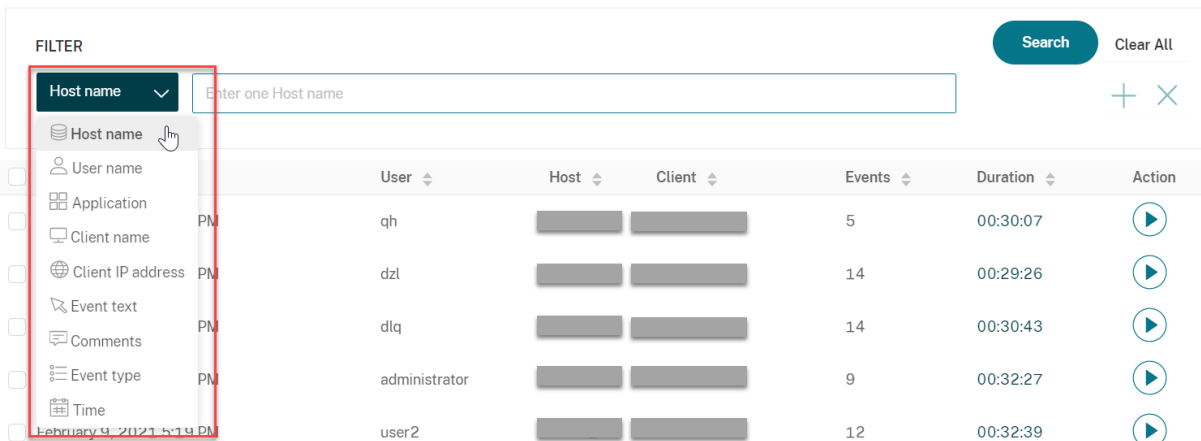 FILTER
Search
Clear All
Host name
Enter one Host name
Host name
User name
Application
Client name
Client IP address
Event text
Comments
Event type
Time
User Host Client Events Duration Action
PM qh 5 00:30:07
PM dzl 14 00:29:26
PM dlq 14 00:30:43
PM administrator 9 00:32:27
February 9, 2021 5:19 PM user2 12 00:32:39